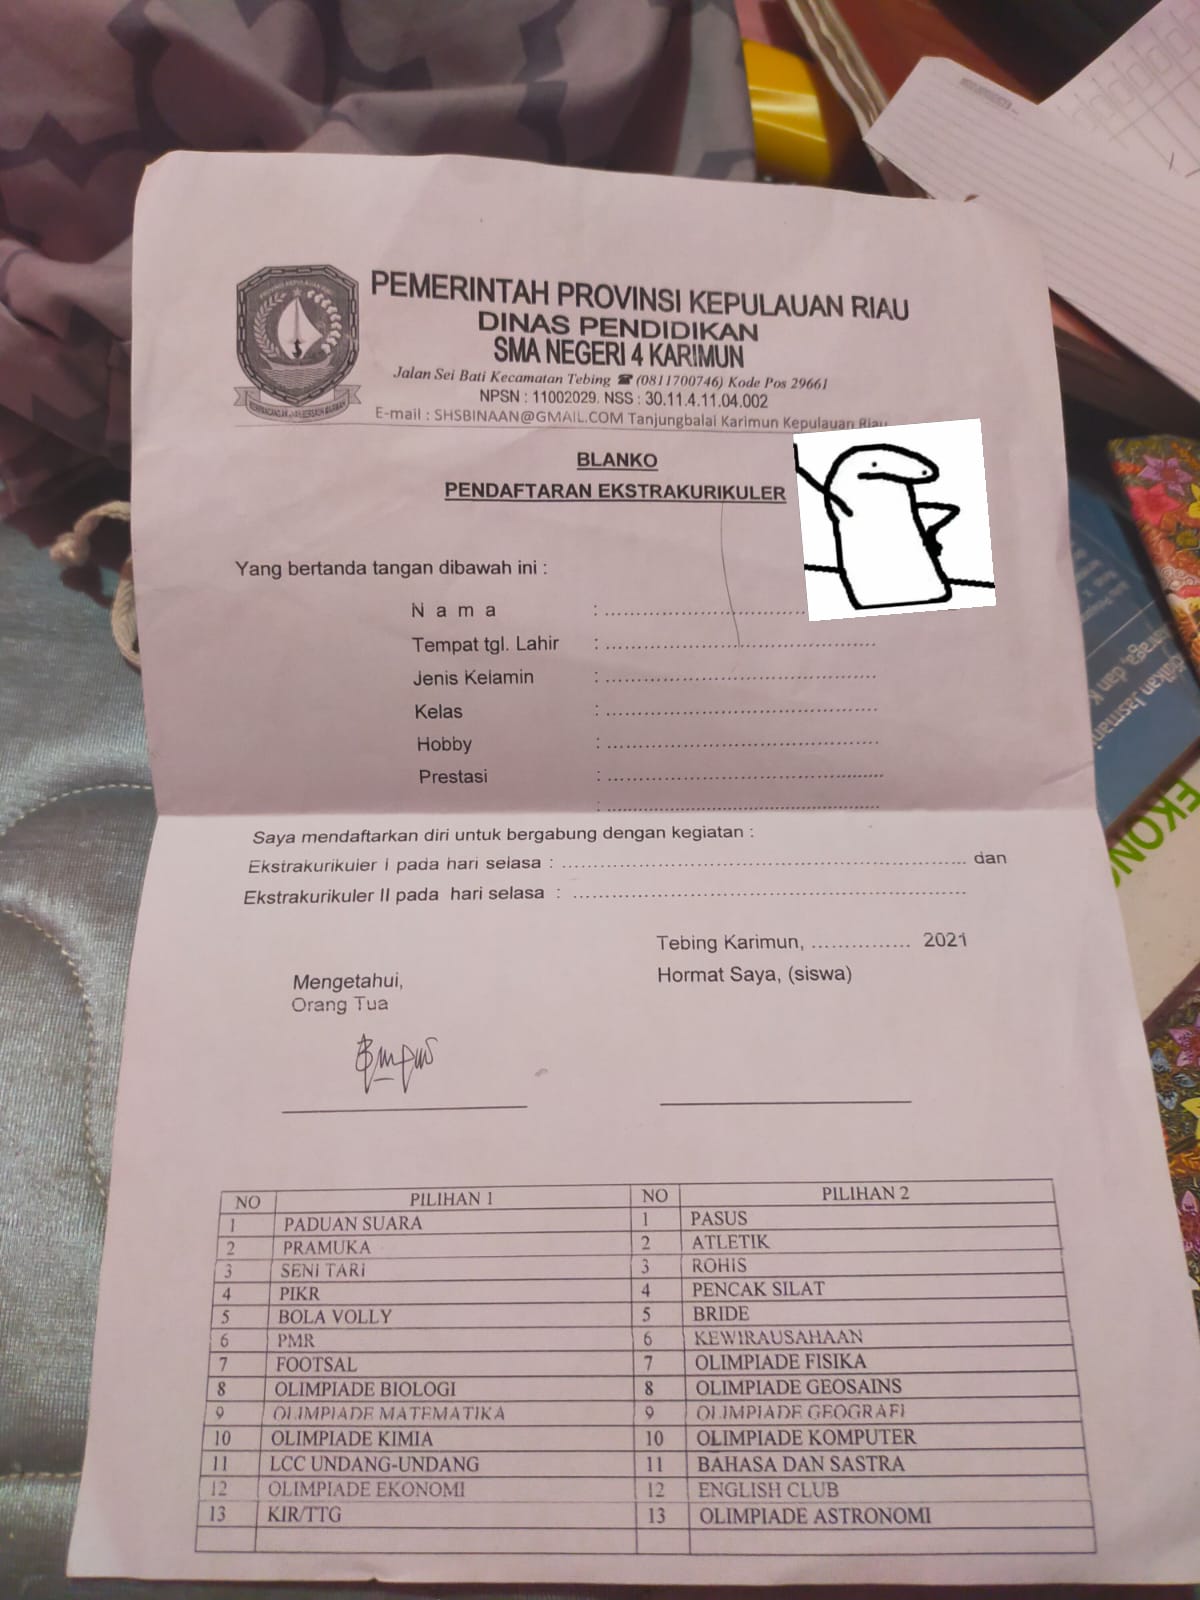 PEMERINTAH PROVINSI KEPULAUAN RIAU
DINAS PENDIDIKAN
SMA NEGERI 4 KARIMUN
Jalan Sei Bati Kecamatan Tebing ☎ (0811700746) Kode Pos 29661
NPSN : 11002029. NSS : 30.11.4.11.04.002
E-mail : SHSBINAAN@GMAIL.COM Tanjungbalai Karimun Kepulauan Riau
BLANKO
PENDAFTARAN EKSTRAKURIKULER
Yang bertanda tangan dibawah ini :
N a m a : ........................................
Tempat tgl. Lahir : ........................................
Jenis Kelamin : ........................................
Kelas : ........................................
Hobby : ........................................
Prestasi : ........................................
: ........................................
Saya mendaftarkan diri untuk bergabung dengan kegiatan :
Ekstrakurikuler I pada hari selasa : ........................................ dan
Ekstrakurikuler II pada hari selasa : ........................................
Tebing Karimun, ............... 2021
Mengetahui,
Orang Tua
Hormat Saya, (siswa)
NO PILIHAN 1 NO PILIHAN 2
1 PADUAN SUARA 1 PASUS
2 PRAMUKA 2 ATLETIK
3 SENI TARI 3 ROHIS
4 PIKR 4 PENCAK SILAT
5 BOLA VOLLY 5 BRIDE
6 PMR 6 KEWIRAUSAHAAN
7 FOOTSAL 7 OLIMPIADE FISIKA
8 OLIMPIADE BIOLOGI 8 OLIMPIADE GEOSAINS
9 OLIMPIADE MATEMATIKA 9 OLIMPIADE GEOGRAFI
10 OLIMPIADE KIMIA 10 OLIMPIADE KOMPUTER
11 LCC UNDANG-UNDANG 11 BAHASA DAN SASTRA
12 OLIMPIADE EKONOMI 12 ENGLISH CLUB
13 KIR/TTG 13 OLIMPIADE ASTRONOMI
EKON